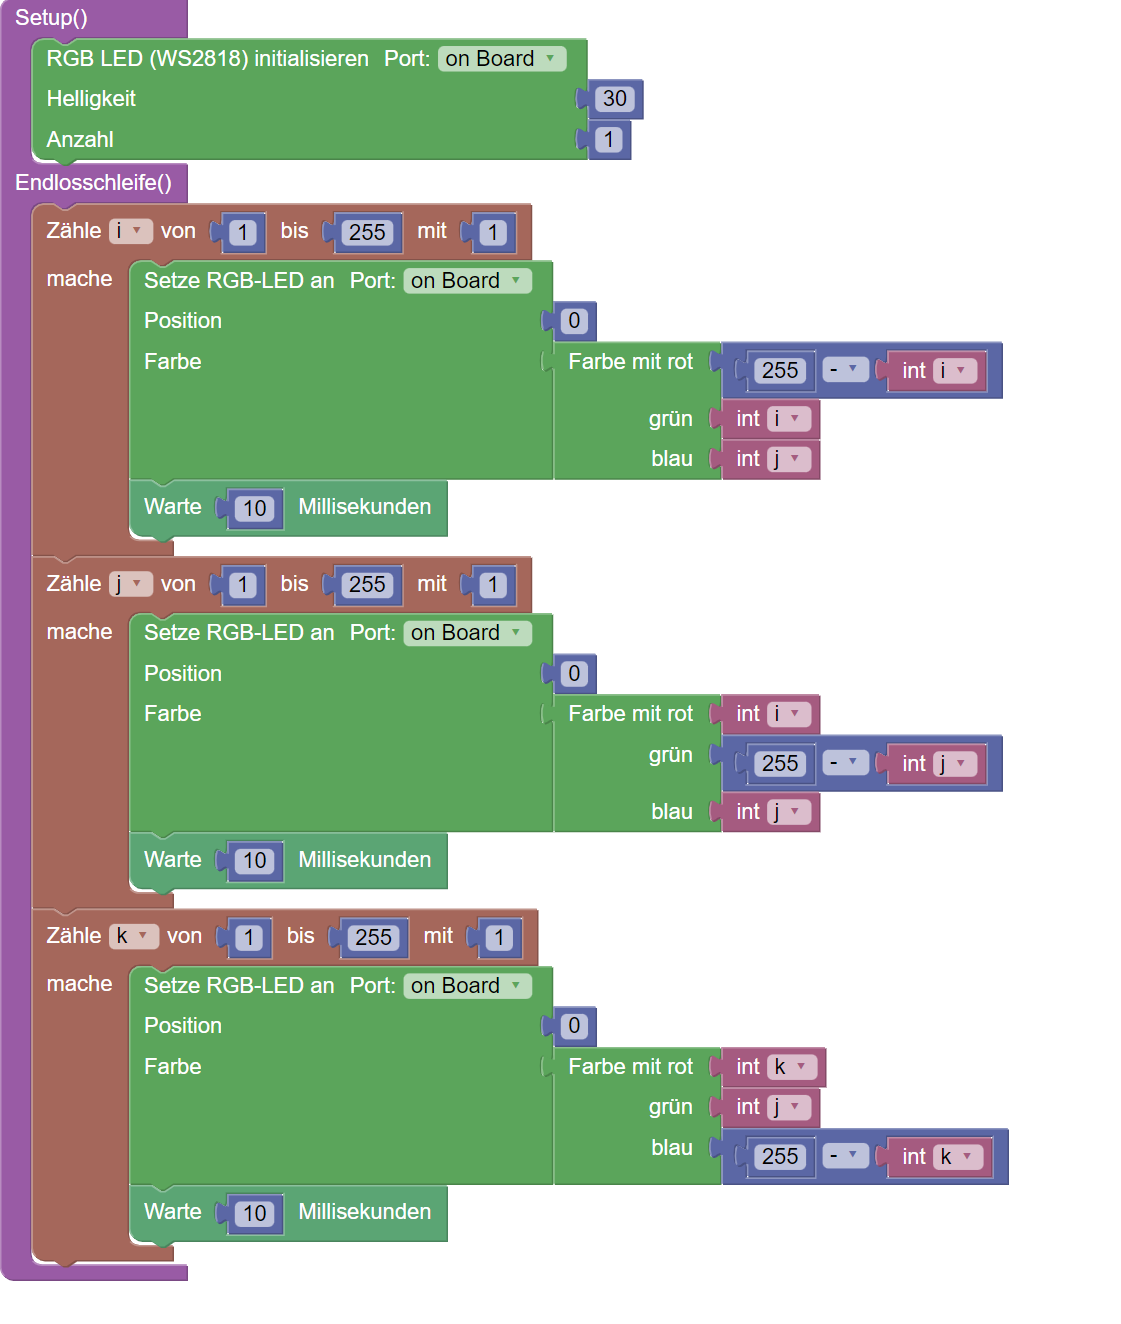 Setup()
RGB LED (WS2818) initialisieren Port: on Board
Helligkeit 30
Anzahl 1
Endlosschleife()
Zähle i von 1 bis 255 mit 1
mache Setze RGB-LED an Port: on Board
Position 0
Farbe Farbe mit rot 255 - int i
grün int i
blau int j
Warte 10 Millisekunden
Zähle j von 1 bis 255 mit 1
mache Setze RGB-LED an Port: on Board
Position 0
Farbe Farbe mit rot int i
grün 255 - int j
blau int j
Warte 10 Millisekunden
Zähle k von 1 bis 255 mit 1
mache Setze RGB-LED an Port: on Board
Position 0
Farbe Farbe mit rot int k
grün int j
blau 255 - int k
Warte 10 Millisekunden